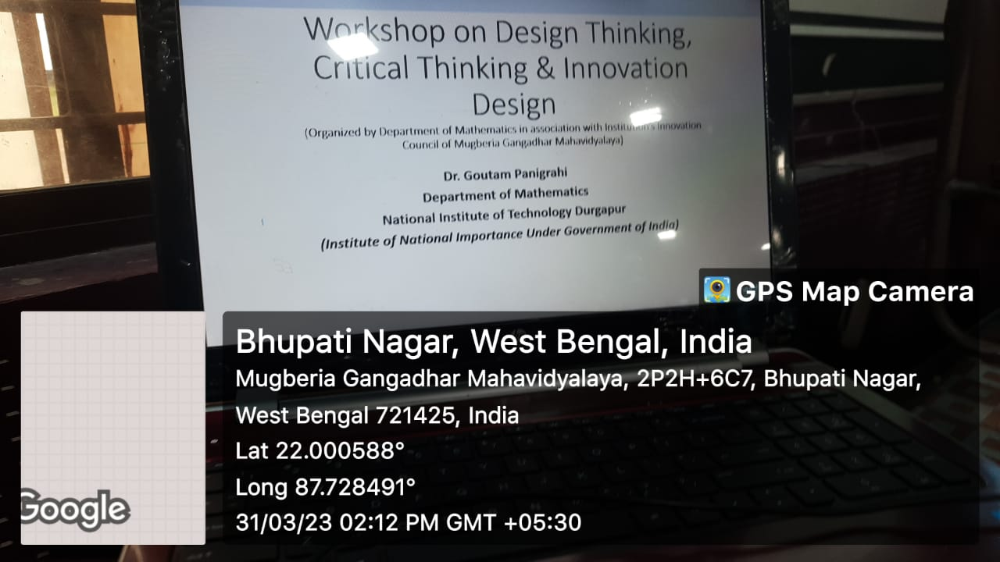 Workshop on Design Thinking,
Critical Thinking & Innovation
Design
(Organized by Department of Mathematics in association with Institution's Innovation
Council of Mugberia Gangadhar Mahavidyalaya)
Dr. Goutam Panigrahi
Department of Mathematics
National Institute of Technology Durgapur
(Institute of National Importance Under Government of India)
GPS Map Camera
Bhupati Nagar, West Bengal, India
Mugberia Gangadhar Mahavidyalaya, 2P2H+6C7, Bhupati Nagar,
West Bengal 721425, India
Lat 22.000588°
Long 87.728491°
31/03/23 02:12 PM GMT +05:30
Google